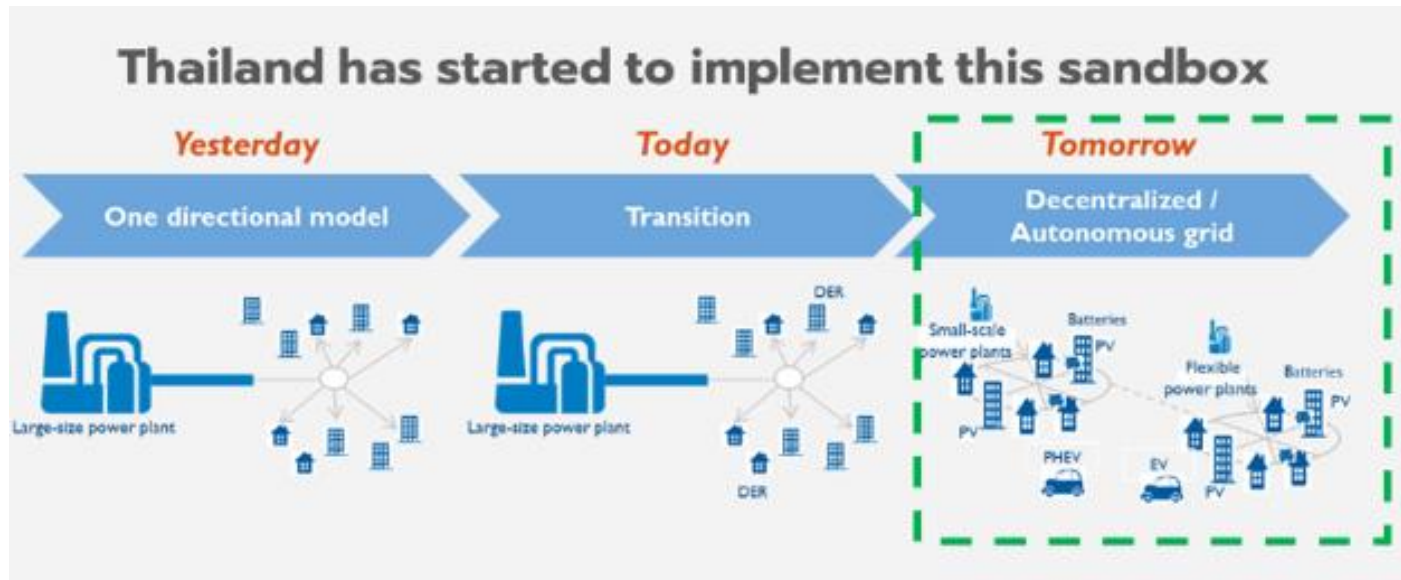 Thailand has started to implement this sandbox
Yesterday
One directional model
Large-size power plant
Today
Transition
DER
Large-size power plant
DER
Tomorrow
Decentralized /
Autonomous grid
Small-scale
power plants
Batteries
PV
PV
Flexible
power plants
Batteries
PV
PV
PHEV
EV